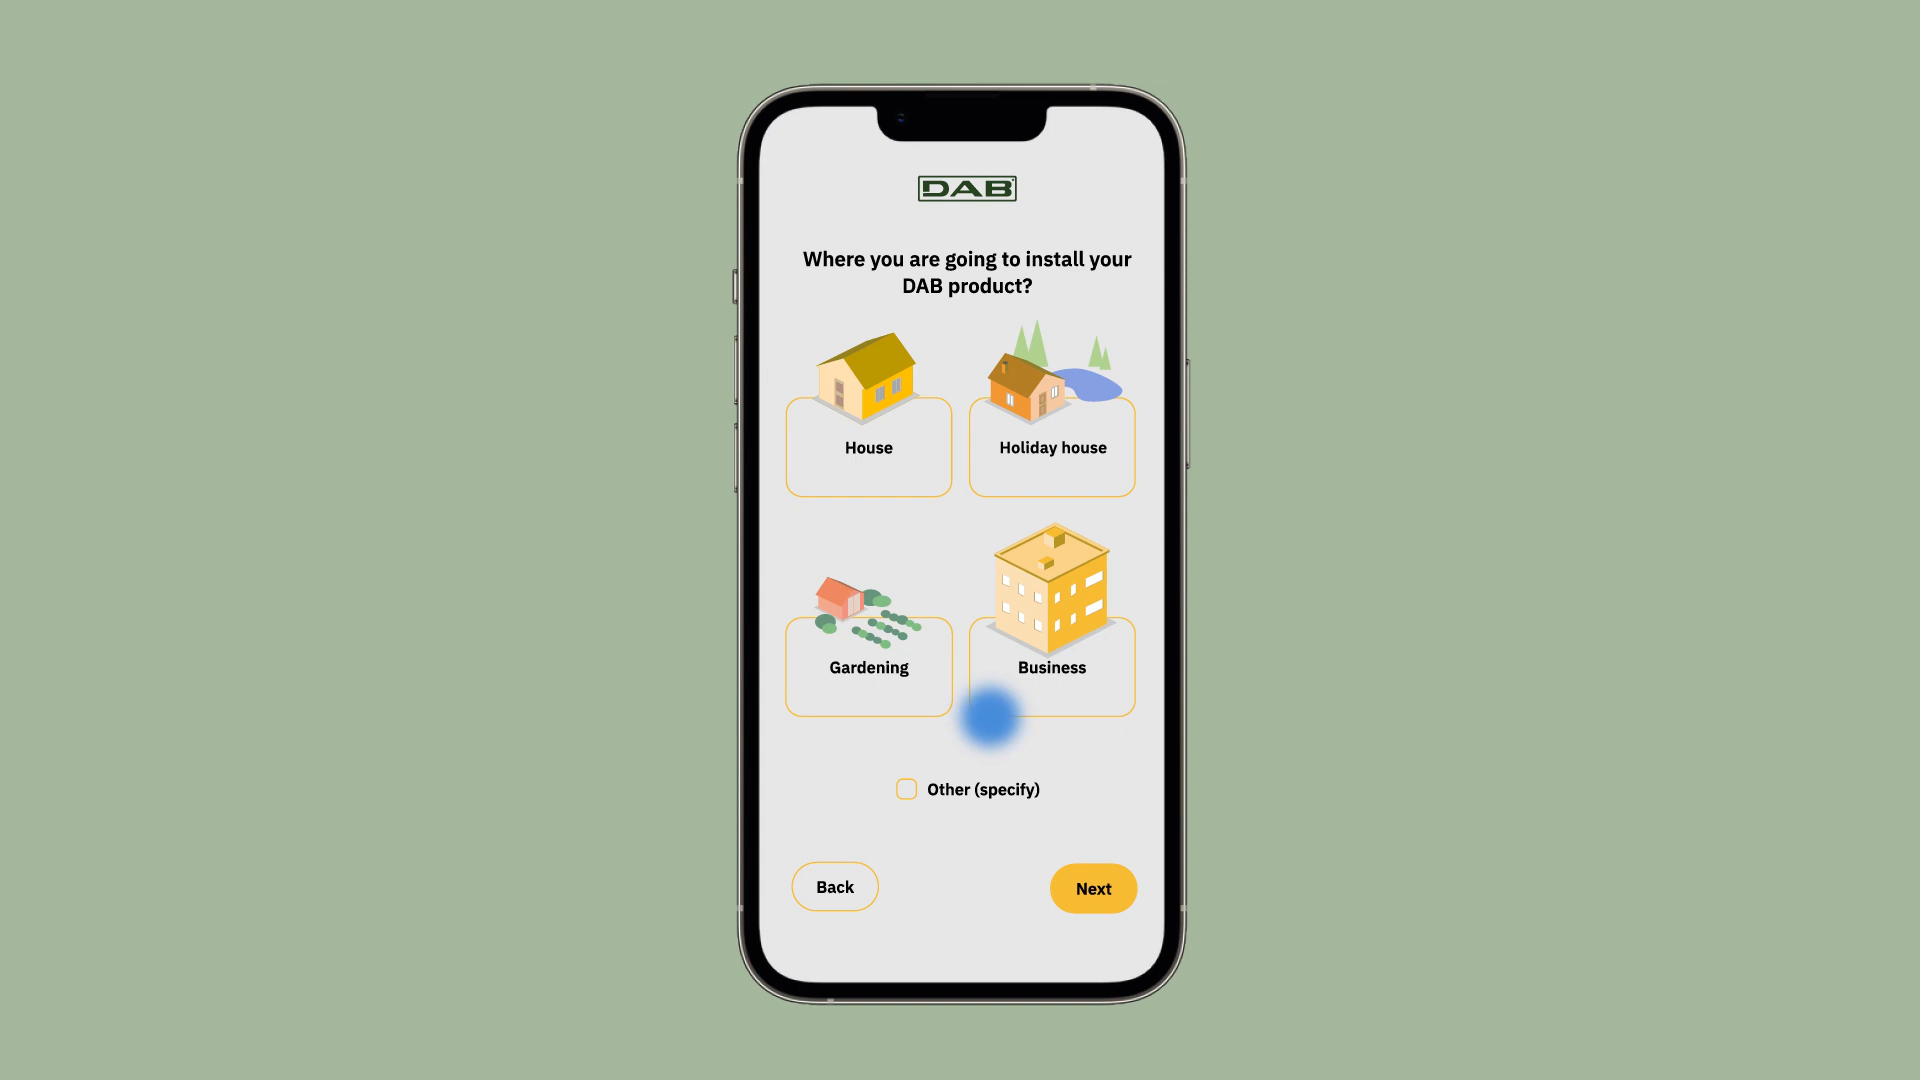 DAB
Where you are going to install your
DAB product?
House
Holiday house
Gardening
Business
Other (specify)
Back
Next